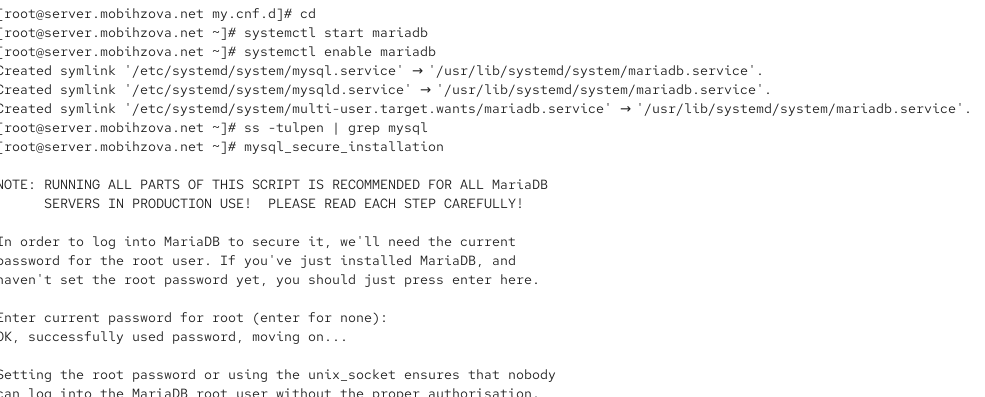 [root@server.mobihzova.net my.cnf.d]# cd
[root@server.mobihzova.net ~]# systemctl start mariadb
[root@server.mobihzova.net ~]# systemctl enable mariadb
Created symlink '/etc/systemd/system/mysql.service' → '/usr/lib/systemd/system/mariadb.service'.
Created symlink '/etc/systemd/system/mysqld.service' → '/usr/lib/systemd/system/mariadb.service'.
Created symlink '/etc/systemd/system/multi-user.target.wants/mariadb.service' → '/usr/lib/systemd/system/mariadb.service'.
[root@server.mobihzova.net ~]# ss -tulpen | grep mysql
[root@server.mobihzova.net ~]# mysql_secure_installation
NOTE: RUNNING ALL PARTS OF THIS SCRIPT IS RECOMMENDED FOR ALL MariaDB
SERVERS IN PRODUCTION USE!  PLEASE READ EACH STEP CAREFULLY!
In order to log into MariaDB to secure it, we'll need the current
password for the root user. If you've just installed MariaDB, and
haven't set the root password yet, you should just press enter here.
Enter current password for root (enter for none):
OK, successfully used password, moving on...
Setting the root password or using the unix_socket ensures that nobody
can log into the MariaDB root user without the proper authorisation.